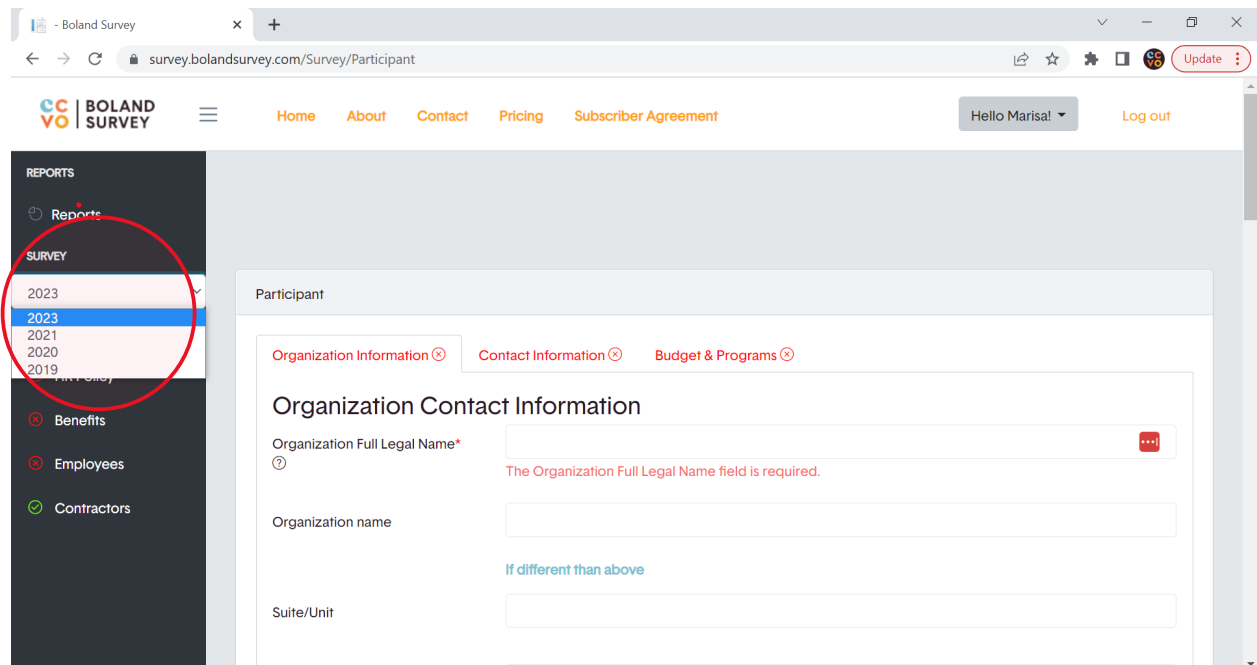 - Boland Survey
survey.bolandsurvey.com/Survey/Participant
Update
CC VO BOLAND SURVEY
Home About Contact Pricing Subscriber Agreement
Hello Marisa!
Log out
REPORTS
Reports
SURVEY
2023
2023
2021
2020
2019
HR Policy
Benefits
Employees
Contractors
Participant
Organization Information Contact Information Budget & Programs
Organization Contact Information
Organization Full Legal Name*
The Organization Full Legal Name field is required.
Organization name
If different than above
Suite/Unit